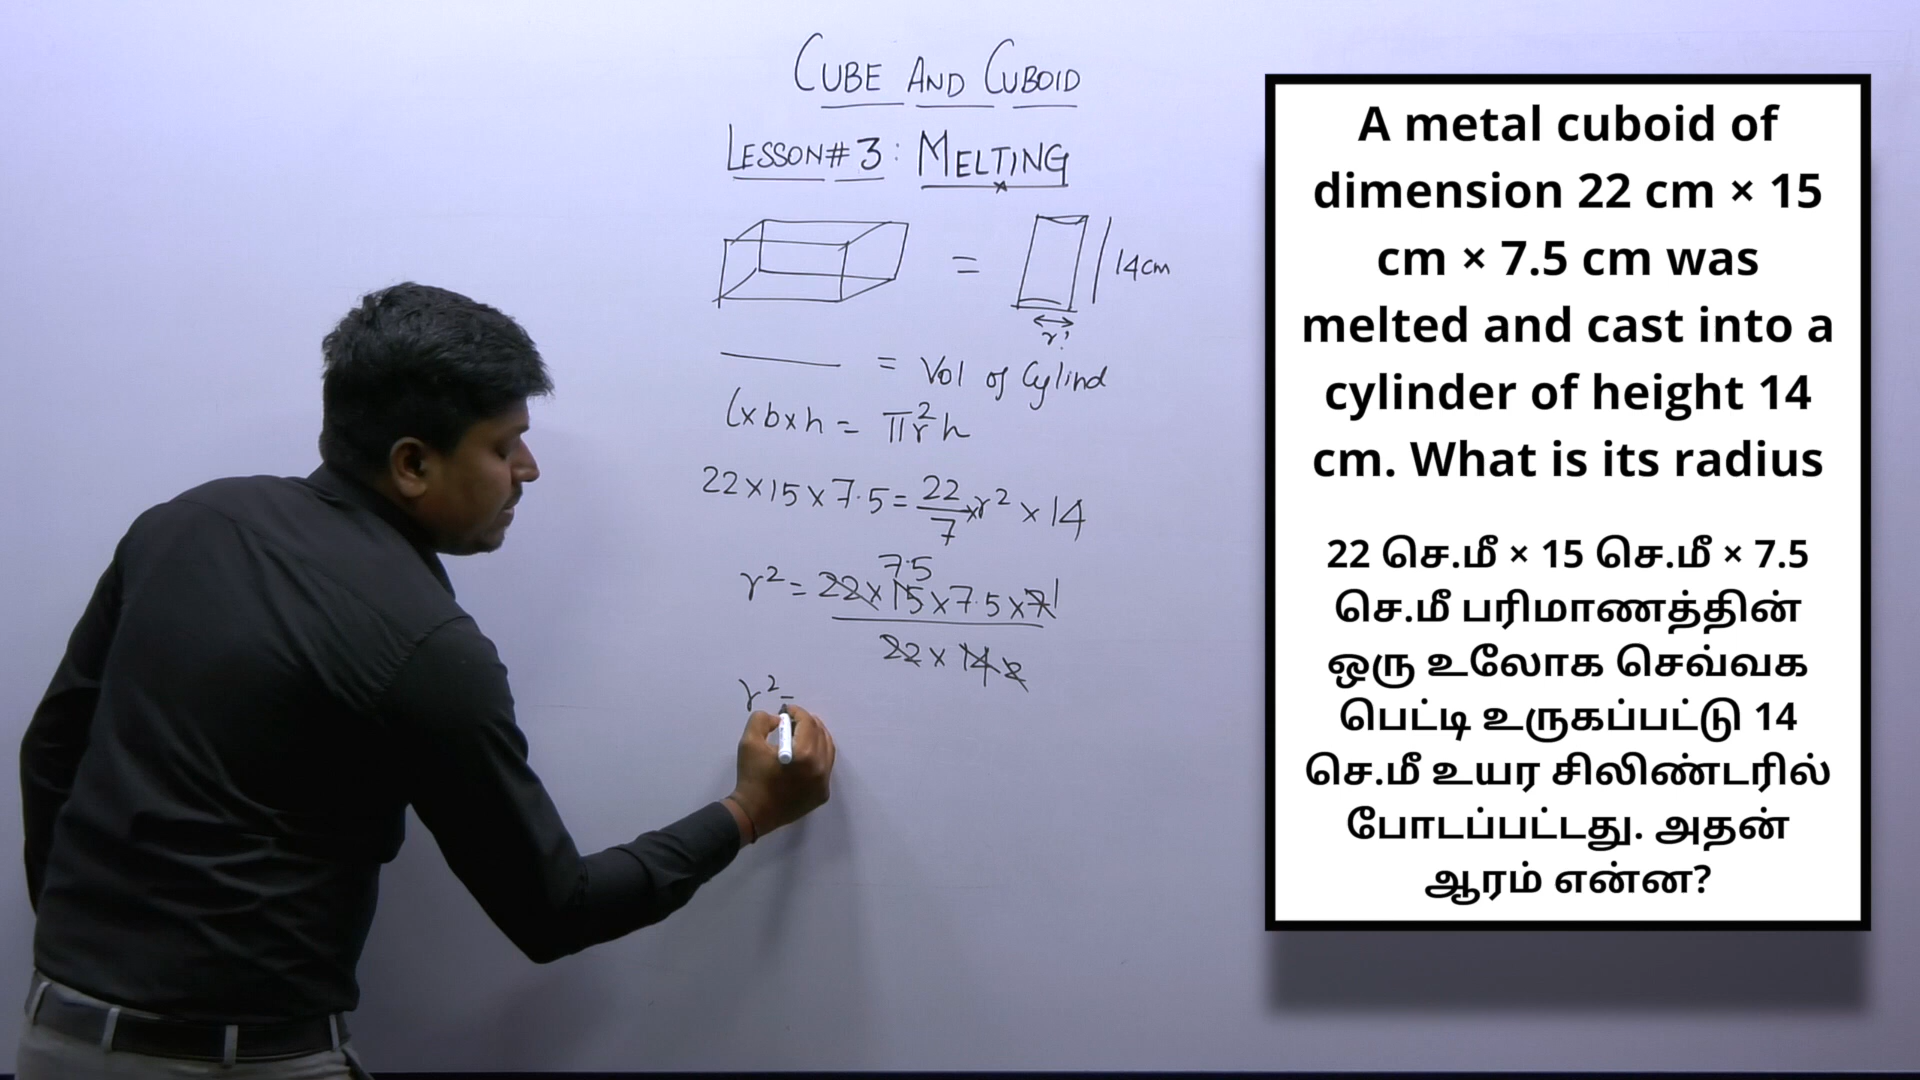 CUBE AND CUBOID
LESSON# 3 : MELTING
= 14cm
r?
= Vol of Cylind
l×b×h = πr²h
22×15×7.5 = 22/7 × r² × 14
7.5
r² = 22×15×7.5×7 1
22 × 14 2
r² =
A metal cuboid of
dimension 22 cm × 15
cm × 7.5 cm was
melted and cast into a
cylinder of height 14
cm. What is its radius
22 செ.மீ × 15 செ.மீ × 7.5
செ.மீ பரிமாணத்தின்
ஒரு உலோக செவ்வக
பெட்டி உருகப்பட்டு 14
செ.மீ உயர சிலிண்டரில்
போடப்பட்டது. அதன்
ஆரம் என்ன?